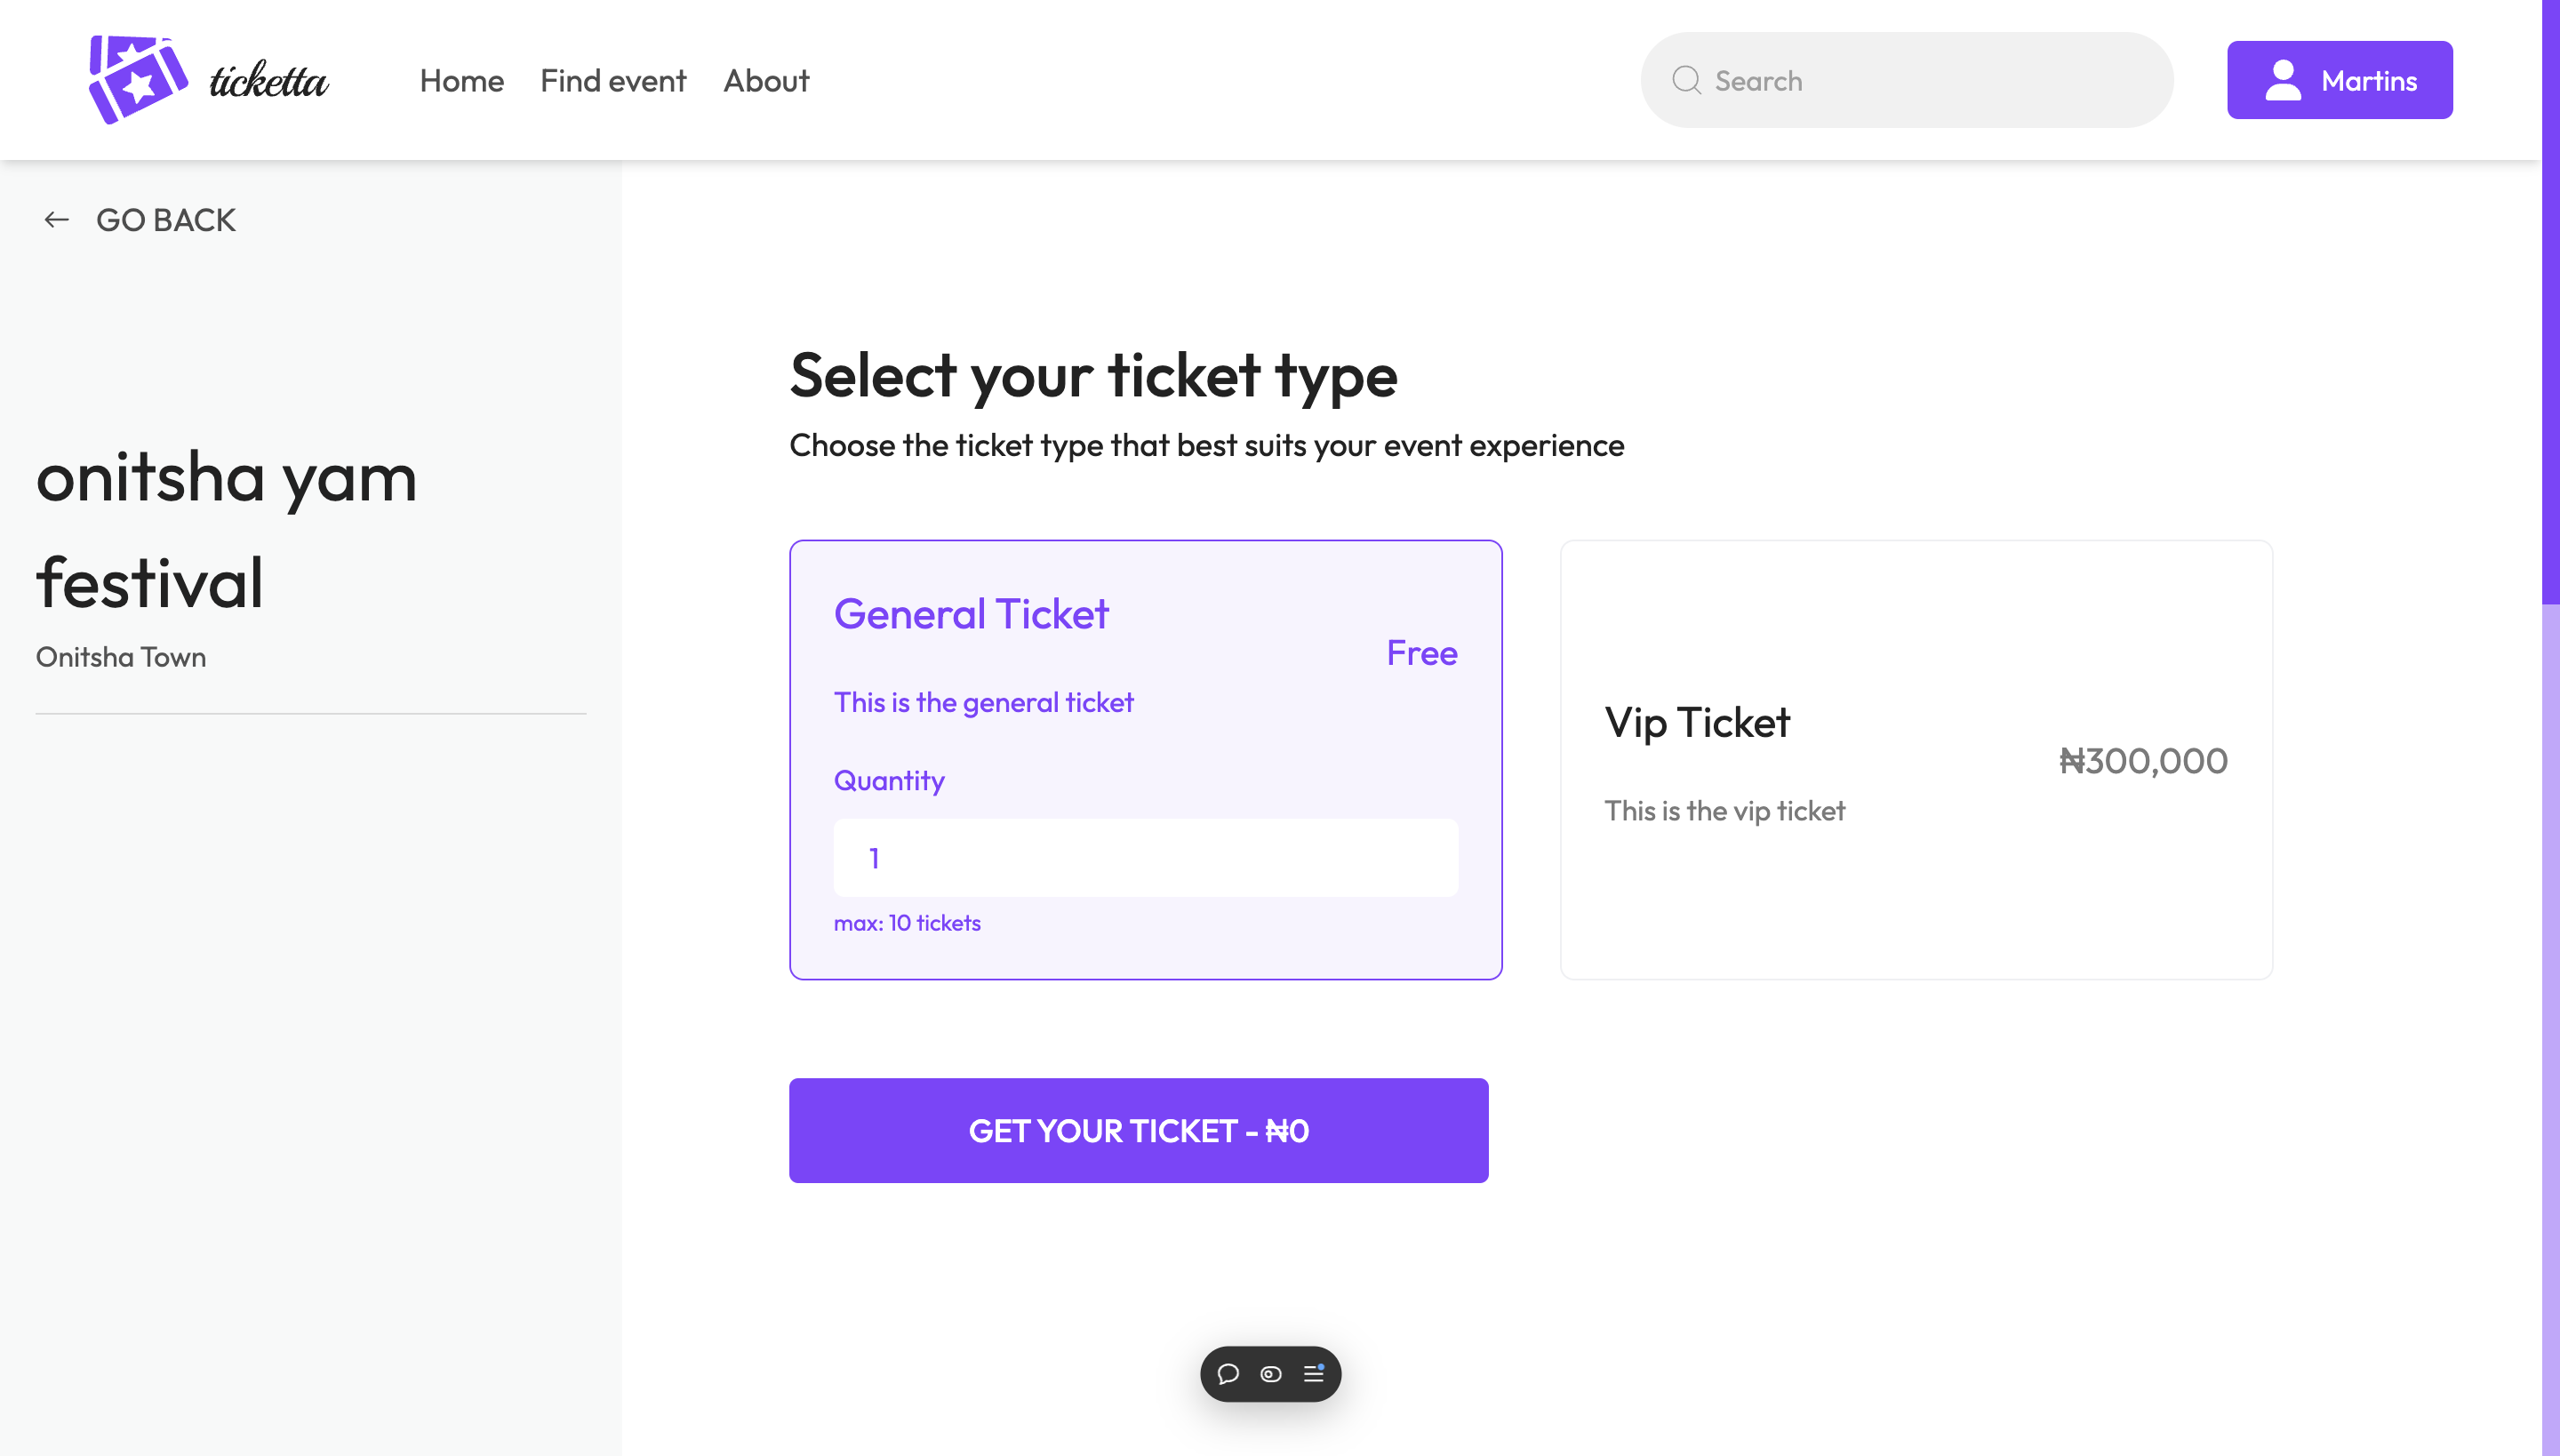 ticketta
Home
Find event
About
Search
Martins
GO BACK
onitsha yam
festival
Onitsha Town
Select your ticket type
Choose the ticket type that best suits your event experience
General Ticket
Free
This is the general ticket
Quantity
1
max: 10 tickets
Vip Ticket
₦300,000
This is the vip ticket
GET YOUR TICKET - ₦0